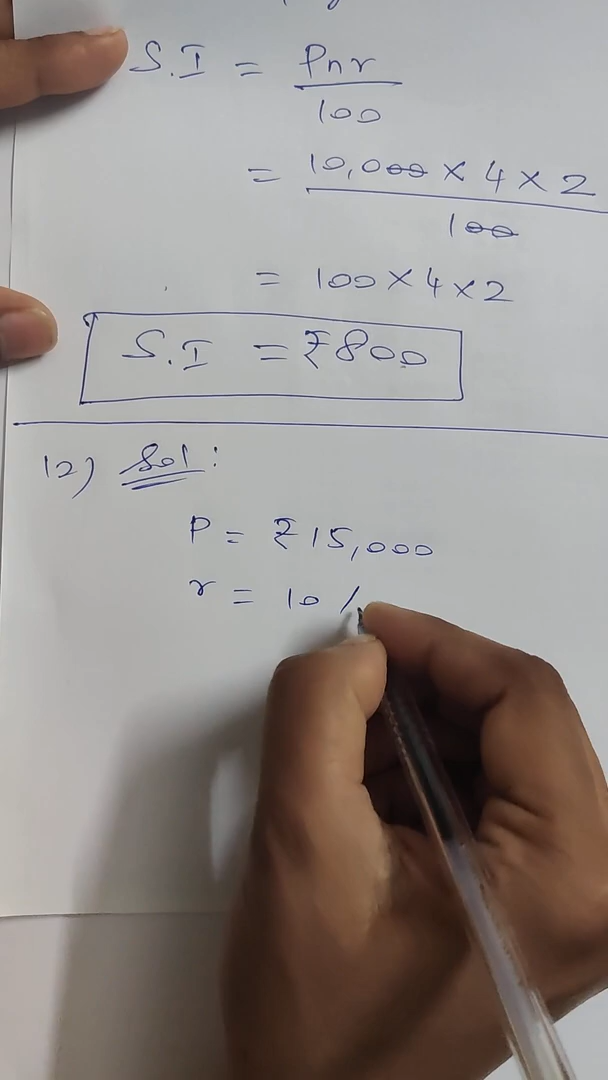 S.I = Pnr
100
= 10,000 × 4 × 2
100
= 100 × 4 × 2
S.I = ₹800
12) Sol:
P = ₹15,000
r = 10 /